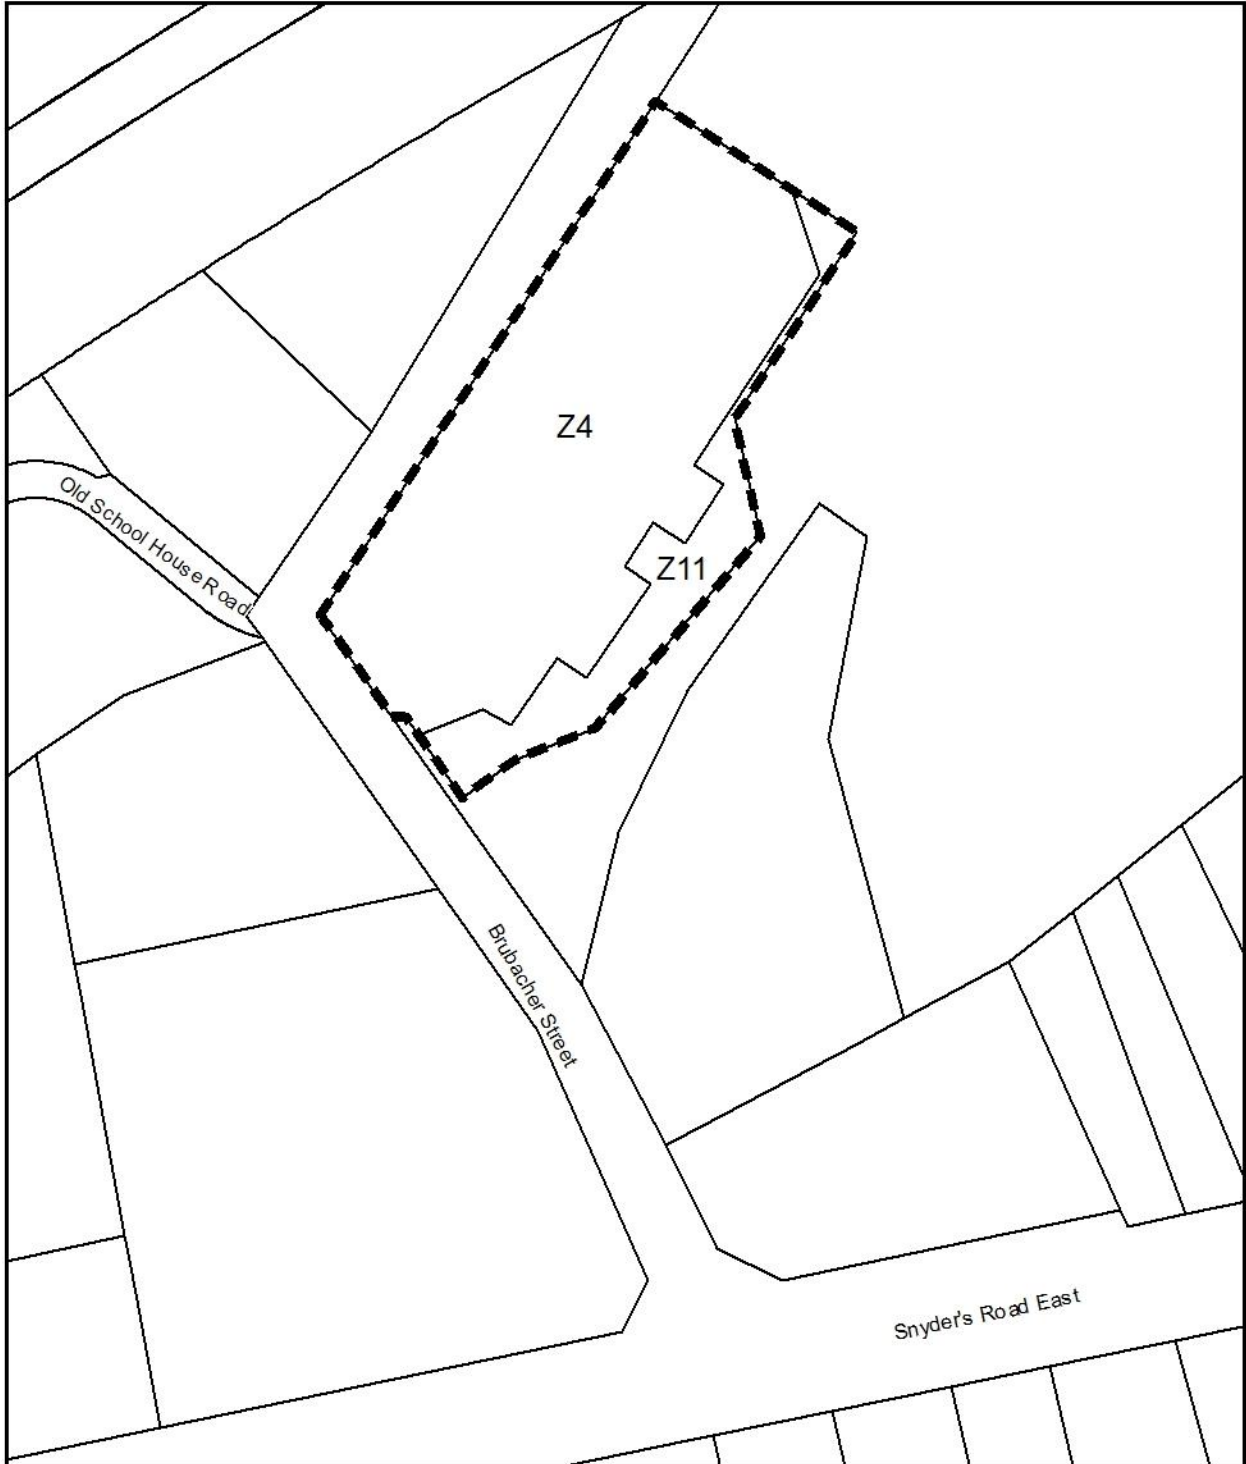 Z4
Old School House Road
Z11
Brubacher Street
Snyder's Road East